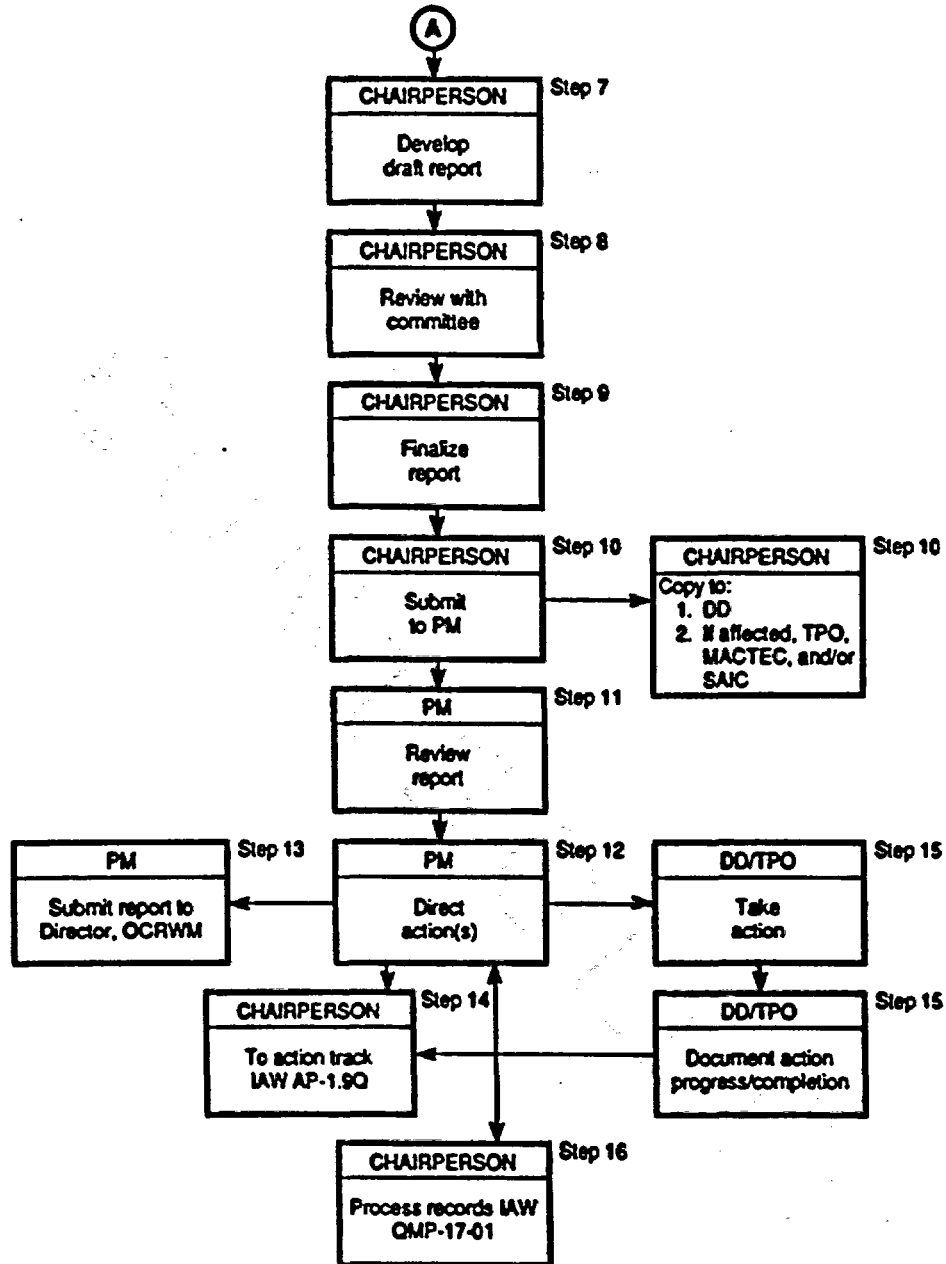 A
CHAIRPERSON
Step 7
Develop
draft report
CHAIRPERSON
Step 8
Review with
committee
CHAIRPERSON
Step 9
Finalize
report
CHAIRPERSON
Step 10
Submit
to PM
CHAIRPERSON
Step 10
Copy to:
1. DD
2. If affected, TPO,
MACTEC, and/or
SAIC
PM
Step 11
Review
report
PM
Step 13
Submit report to
Director, OCRWM
PM
Step 12
Direct
action(s)
DD/TPO
Step 15
Take
action
CHAIRPERSON
Step 14
To action track
IAW AP-1.9Q
DD/TPO
Step 15
Document action
progress/completion
CHAIRPERSON
Step 16
Process records IAW
QMP-17-01